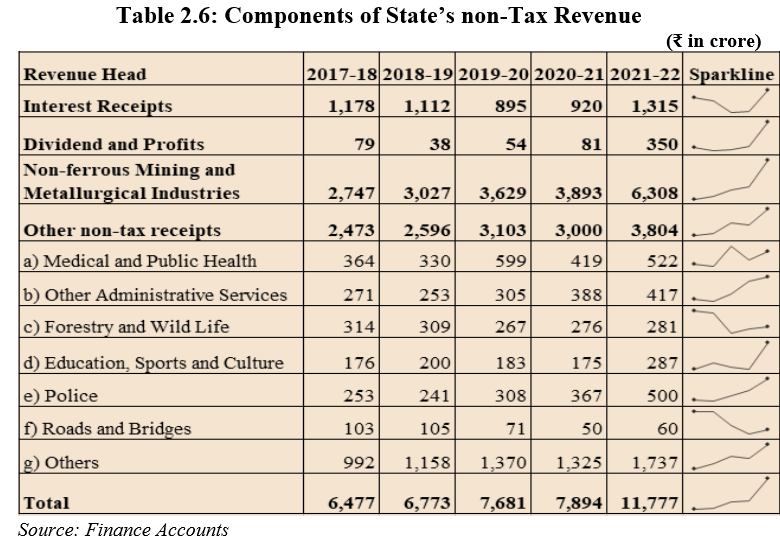 Table 2.6: Components of State’s non-Tax Revenue
(₹ in crore)
Revenue Head 2017-18 2018-19 2019-20 2020-21 2021-22 Sparkline
Interest Receipts 1,178 1,112 895 920 1,315
Dividend and Profits 79 38 54 81 350
Non-ferrous Mining and
Metallurgical Industries 2,747 3,027 3,629 3,893 6,308
Other non-tax receipts 2,473 2,596 3,103 3,000 3,804
a) Medical and Public Health 364 330 599 419 522
b) Other Administrative Services 271 253 305 388 417
c) Forestry and Wild Life 314 309 267 276 281
d) Education, Sports and Culture 176 200 183 175 287
e) Police 253 241 308 367 500
f) Roads and Bridges 103 105 71 50 60
g) Others 992 1,158 1,370 1,325 1,737
Total 6,477 6,773 7,681 7,894 11,777
Source: Finance Accounts